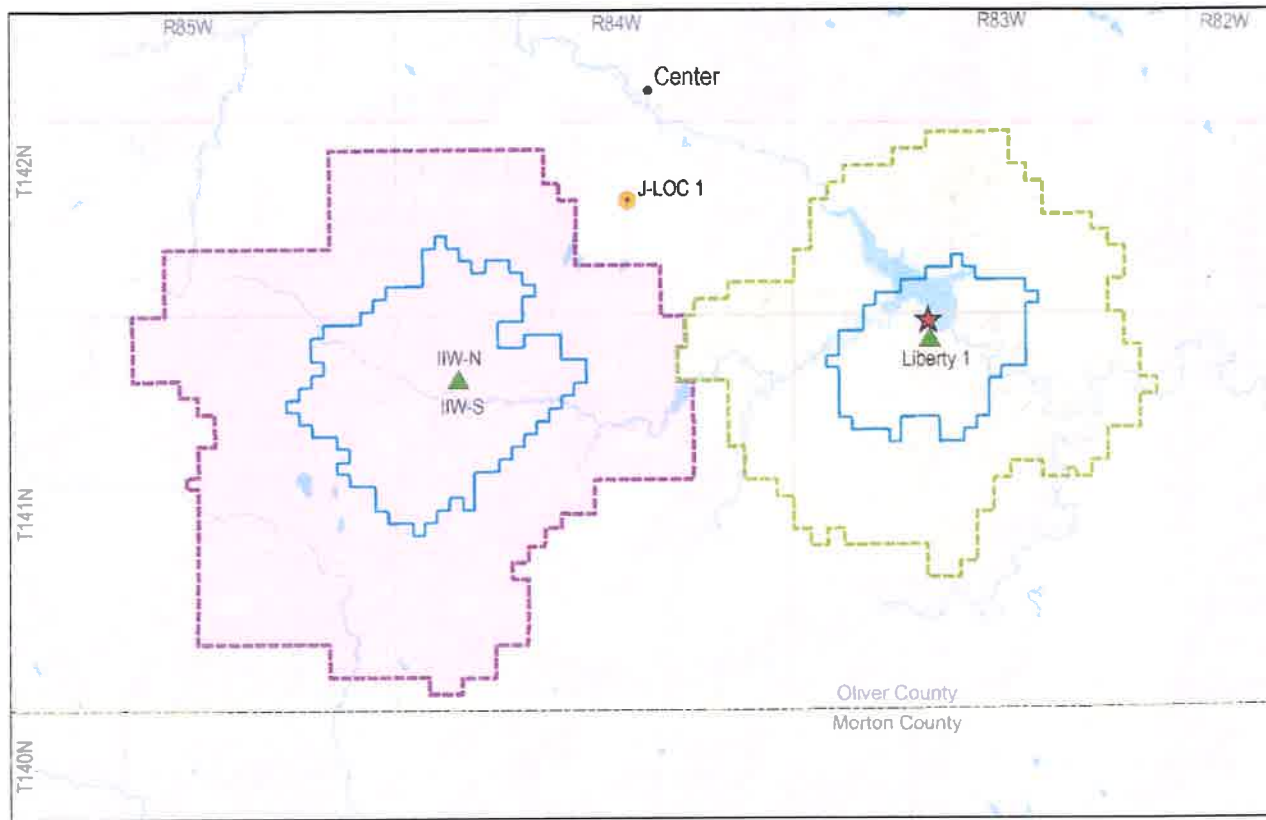 R85W
R84W
R83W
R82W
Center
T142N
J-LOC 1
IIW-N
IIW-S
Liberty 1
T141N
Oliver County
Morton County
T140N